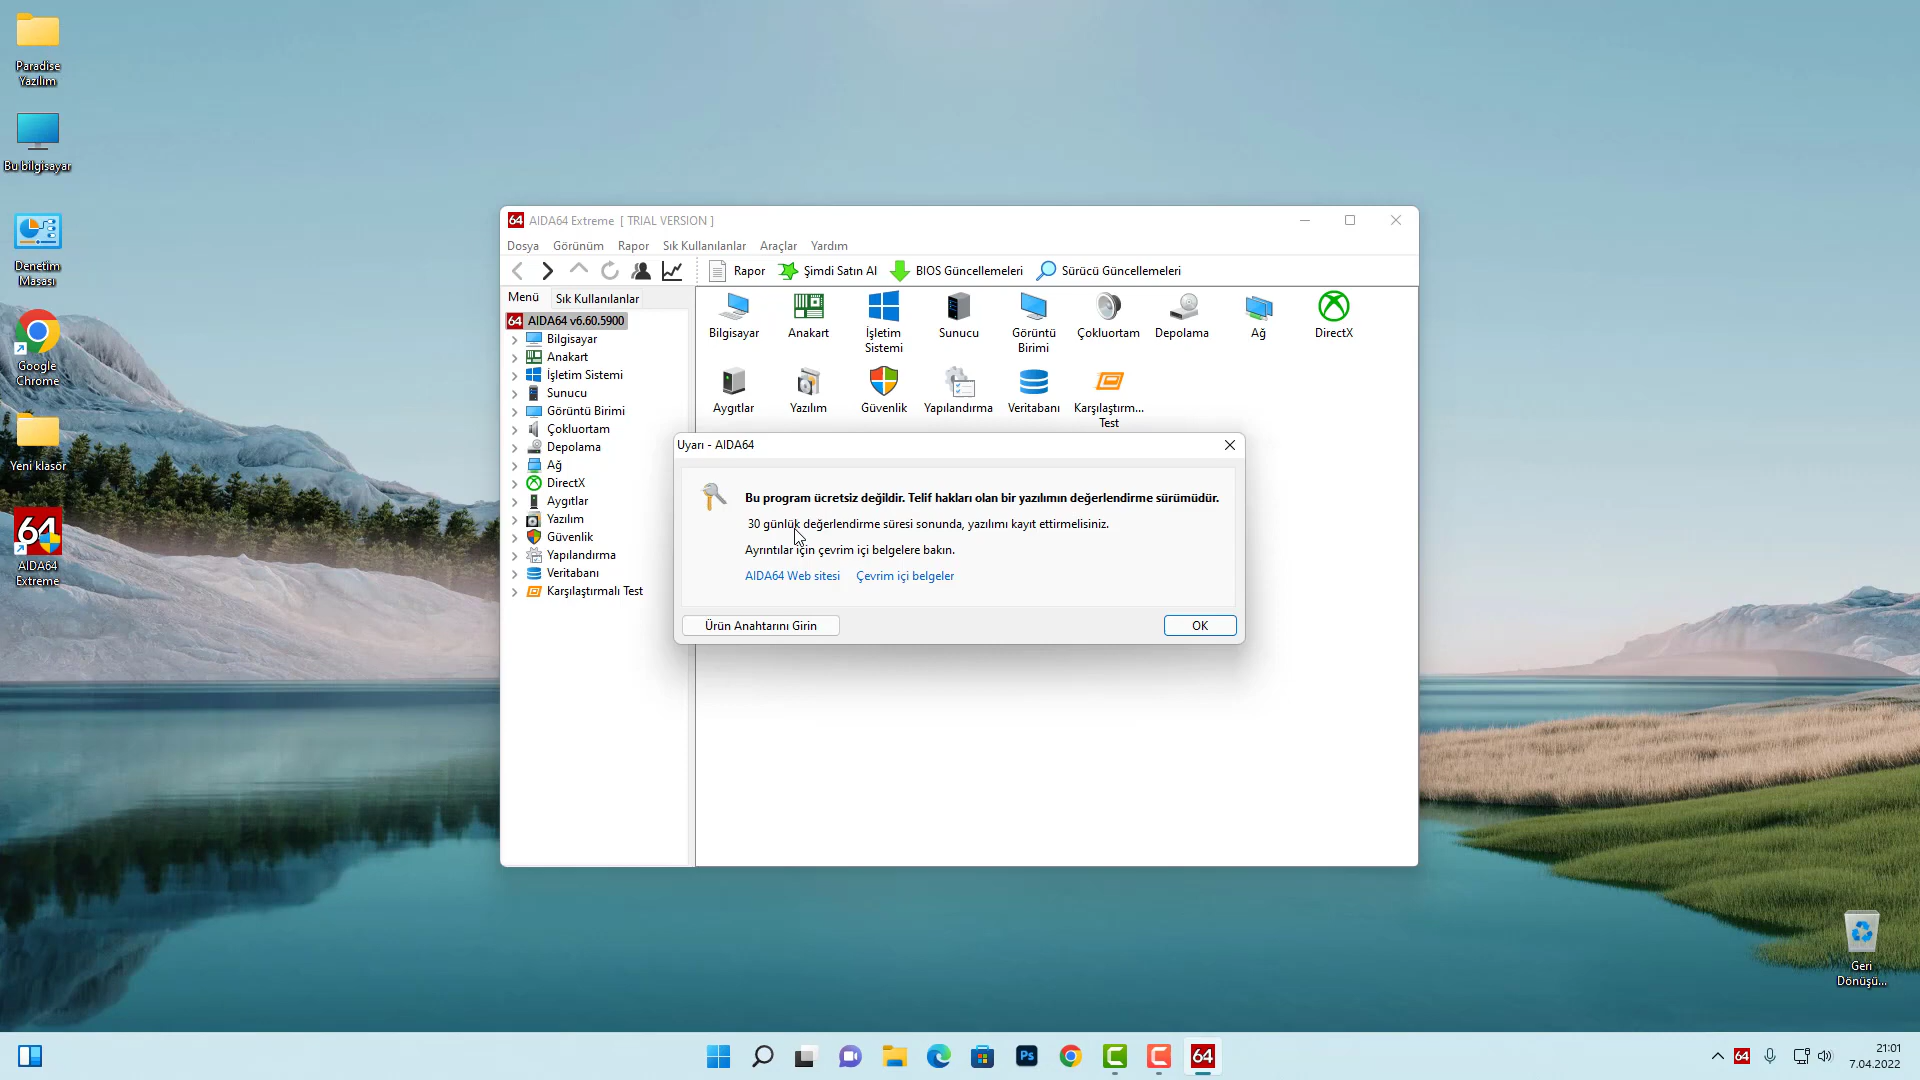 Paradise
Yazılım
Bu bilgisayar
Denetim
Masası
Google
Chrome
Yeni klasör
64
AIDA64
Extreme
64 AIDA64 Extreme [ TRIAL VERSION ]
Dosya Görünüm Rapor Sık Kullanılanlar Araçlar Yardım
Rapor Şimdi Satın Al BIOS Güncellemeleri Sürücü Güncellemeleri
Menü Sık Kullanılanlar
64 AIDA64 v6.60.5900
Bilgisayar
Anakart
İşletim Sistemi
Sunucu
Görüntü Birimi
Çokluortam
Depolama
Ağ
DirectX
Aygıtlar
Yazılım
Güvenlik
Yapılandırma
Veritabanı
Karşılaştırmalı Test
Bilgisayar Anakart İşletim Sistemi Sunucu Görüntü Birimi Çokluortam Depolama Ağ DirectX
Aygıtlar Yazılım Güvenlik Yapılandırma Veritabanı Karşılaştırm... Test
Uyarı - AIDA64
Bu program ücretsiz değildir. Telif hakları olan bir yazılımın değerlendirme sürümüdür.
30 günlük değerlendirme süresi sonunda, yazılımı kayıt ettirmelisiniz.
Ayrıntılar için çevrim içi belgelere bakın.
AIDA64 Web sitesi Çevrim içi belgeler
Ürün Anahtarını Girin OK
Geri
Dönüşü...
Ps
64
64
21:01
7.04.2022